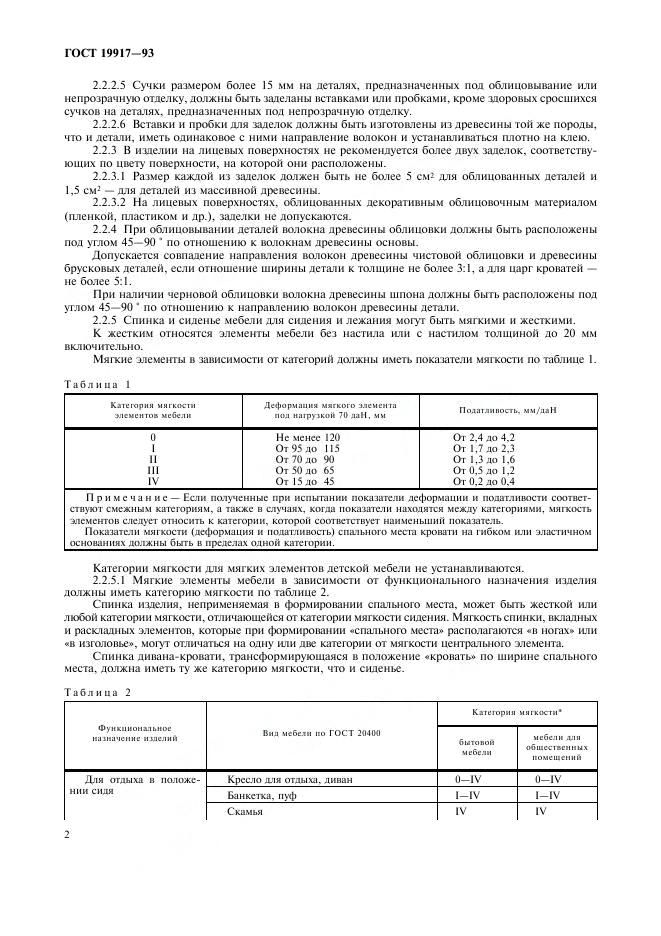 ГОСТ 19917—93
2.2.2.5 Сучки размером более 15 мм на деталях, предназначенных под облицовывание или
непрозрачную отделку, должны быть заделаны вставками или пробками, кроме здоровых сросшихся
сучков на деталях, предназначенных под непрозрачную отделку.
2.2.2.6 Вставки и пробки для заделок должны быть изготовлены из древесины той же породы,
что и детали, иметь одинаковое с ними направление волокон и устанавливаться плотно на клею.
2.2.3 В изделии на лицевых поверхностях не рекомендуется более двух заделок, соответству-
ющих по цвету поверхности, на которой они расположены.
2.2.3.1 Размер каждой из заделок должен быть не более 5 см² для облицованных деталей и
1,5 см² — для деталей из массивной древесины.
2.2.3.2 На лицевых поверхностях, облицованных декоративным облицовочным материалом
(пленкой, пластиком и др.), заделки не допускаются.
2.2.4 При облицовывании деталей волокна древесины облицовки должны быть расположены
под углом 45—90 ° по отношению к волокнам древесины основы.
Допускается совпадение направления волокон древесины чистовой облицовки и древесины
брусковых деталей, если отношение ширины детали к толщине не более 3:1, а для царг кроватей —
не более 5:1.
При наличии черновой облицовки волокна древесины шпона должны быть расположены под
углом 45—90 ° по отношению к направлению волокон древесины детали.
2.2.5 Спинка и сиденье мебели для сидения и лежания могут быть мягкими и жесткими.
К жестким относятся элементы мебели без настила или с настилом толщиной до 20 мм
включительно.
Мягкие элементы в зависимости от категорий должны иметь показатели мягкости по таблице 1.
Таблица 1
Категория мягкости элементов мебели Деформация мягкого элемента под нагрузкой 70 даН, мм Податливость, мм/даН
0 Не менее 120 От 2,4 до 4,2
I От 95 до 115 От 1,7 до 2,3
II От 70 до 90 От 1,3 до 1,6
III От 50 до 65 От 0,5 до 1,2
IV От 15 до 45 От 0,2 до 0,4
Примечание — Если полученные при испытании показатели деформации и податливости соответ-
ствуют смежным категориям, а также в случаях, когда показатели находятся между категориями, мягкость
элементов следует относить к категории, которой соответствует наименьший показатель.
Показатели мягкости (деформация и податливость) спального места кровати на гибком или эластичном
основаниях должны быть в пределах одной категории.
Категории мягкости для мягких элементов детской мебели не устанавливаются.
2.2.5.1 Мягкие элементы мебели в зависимости от функционального назначения изделия
должны иметь категорию мягкости по таблице 2.
Спинка изделия, неприменяемая в формировании спального места, может быть жесткой или
любой категории мягкости, отличающейся от категории мягкости сидения. Мягкость спинки, вкладных
и раскладных элементов, которые при формировании «спального места» располагаются «в ногах» или
«в изголовье», могут отличаться на одну или две категории от мягкости центрального элемента.
Спинка дивана-кровати, трансформирующаяся в положение «кровать» по ширине спального
места, должна иметь ту же категорию мягкости, что и сиденье.
Таблица 2
Функциональное назначение изделий Вид мебели по ГОСТ 20400 Категория мягкости*
бытовой мебели мебели для общественных помещений
Для отдыха в положе- Кресло для отдыха, диван 0—IV 0—IV
нии сидя
Банкетка, пуф I—IV I—IV
Скамья IV IV
2